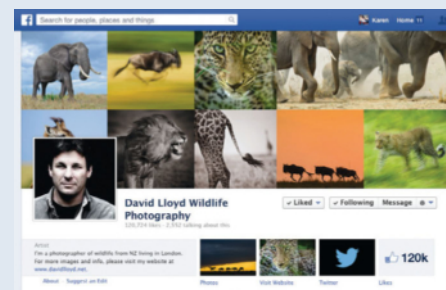 Search for people, places and things
Karen Home 11
David Lloyd Wildlife
Photography
Liked
Following
Message
Artist
I'm a photographer of wildlife from NZ living in London.
For more images and info, please visit my website at
www.davidlloyd.net.
About Suggest an Edit
Photos
Visit Website
Twitter
120k
Likes